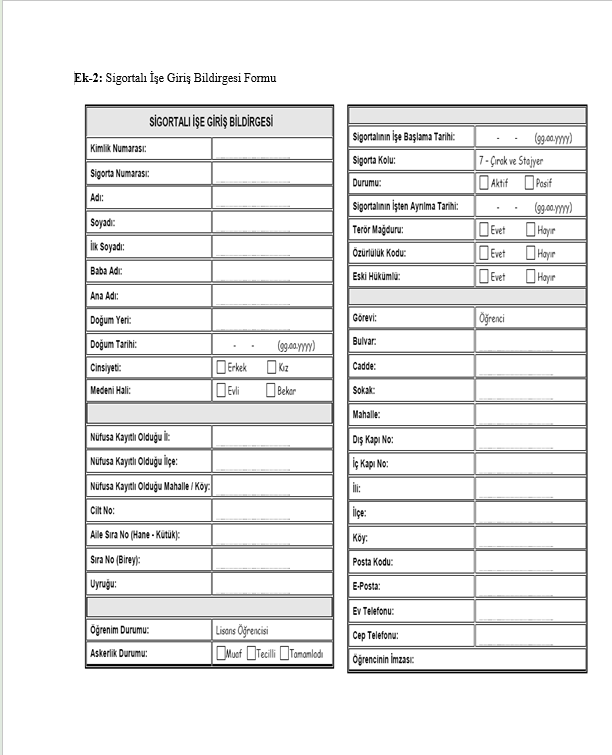 Ek-2: Sigortalı İşe Giriş Bildirgesi Formu
SİGORTALI İŞE GİRİŞ BİLDİRGESİ
Kimlik Numarası:
Sigorta Numarası:
Adı:
Soyadı:
İlk Soyadı:
Baba Adı:
Ana Adı:
Doğum Yeri:
Doğum Tarihi: - - (gg.aa.yyyy)
Cinsiyeti: Erkek Kız
Medeni Hali: Evli Bekar
Nüfusa Kayıtlı Olduğu İl:
Nüfusa Kayıtlı Olduğu İlçe:
Nüfusa Kayıtlı Olduğu Mahalle / Köy:
Cilt No:
Aile Sıra No (Hane - Kütük):
Sıra No (Birey):
Uyruğu:
Öğrenim Durumu: Lisans Öğrencisi
Askerlik Durumu: Muaf Tecilli Tamamladı
Sigortalının İşe Başlama Tarihi: - - (gg.aa.yyyy)
Sigorta Kolu: 7 - Çırak ve Stajyer
Durumu: Aktif Pasif
Sigortalının İşten Ayrılma Tarihi: - - (gg.aa.yyyy)
Terör Mağduru: Evet Hayır
Özürlülük Kodu: Evet Hayır
Eski Hükümlü: Evet Hayır
Görevi: Öğrenci
Bulvar:
Cadde:
Sokak:
Mahalle:
Dış Kapı No:
İç Kapı No:
İli:
İlçe:
Köy:
Posta Kodu:
E-Posta:
Ev Telefonu:
Cep Telefonu:
Öğrencinin İmzası: